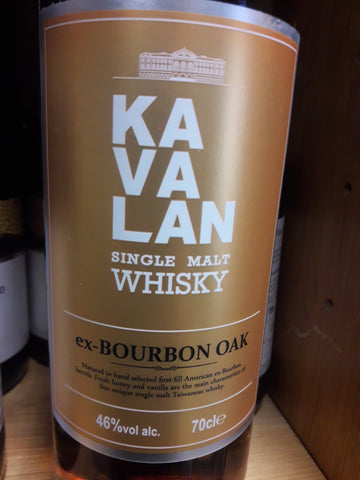 KA
VA
LAN
SINGLE MALT
WHISKY
ex-BOURBON OAK
Matured in hand selected first-fill American ex-Bourbon
barrels. Fresh honey and vanilla are the main characteristics of
this unique single malt Taiwanese whisky.
46%vol alc. 70cl℮